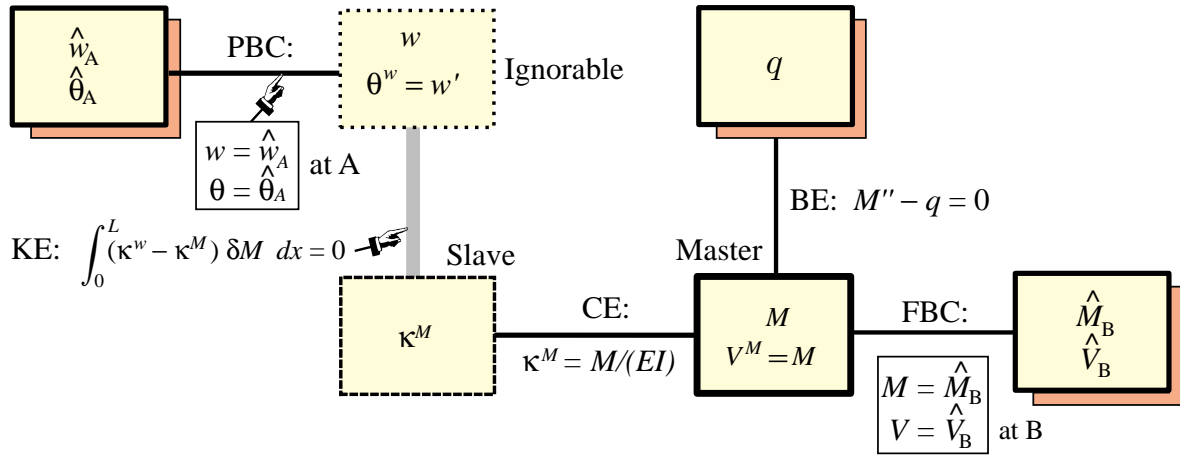 ŵ_A
θ̂_A
PBC:
w
θ^w = w′
Ignorable
q
w = ŵ_A
θ = θ̂_A
at A
BE: M″ − q = 0
KE: ∫_0^L (κ^w − κ^M) δM dx = 0
Slave
Master
κ^M
CE:
κ^M = M/(EI)
M
V^M = M
FBC:
M̂_B
V̂_B
M = M̂_B
V = V̂_B
at B